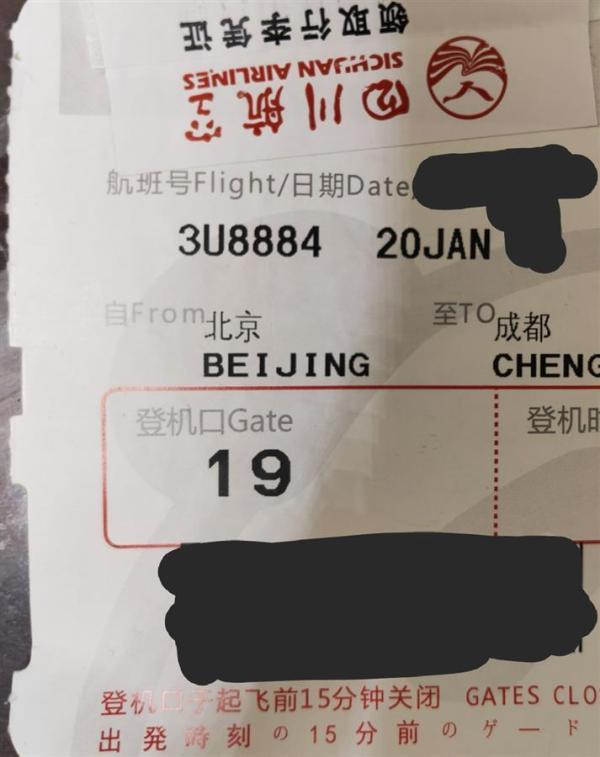 领取行李凭证
SICHUAN AIRLINES
四川航空
航班号Flight/日期Date
3U8884 20JAN
自From 北京 至TO 成都
BEIJING CHENG
登机口Gate 登机时
19
登机口于起飞前15分钟关闭 GATES CLO
出発時刻の15分前のゲード